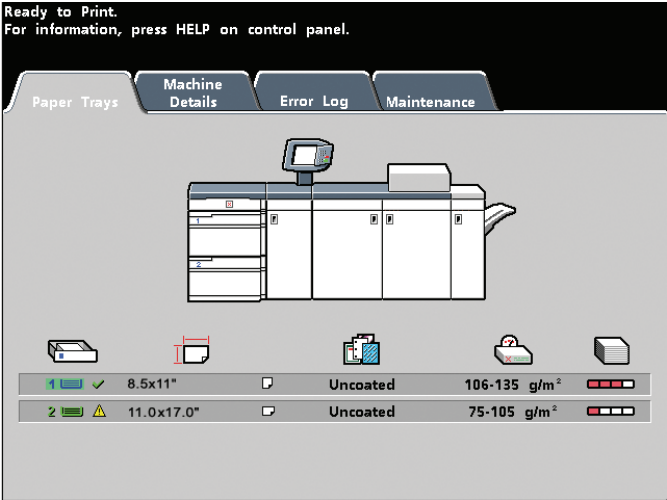 Ready to Print.
For information, press HELP on control panel.
Paper Trays
Machine
Details
Error Log
Maintenance
1
2
1 8.5x11" Uncoated 106-135 g/m²
2 11.0x17.0" Uncoated 75-105 g/m²